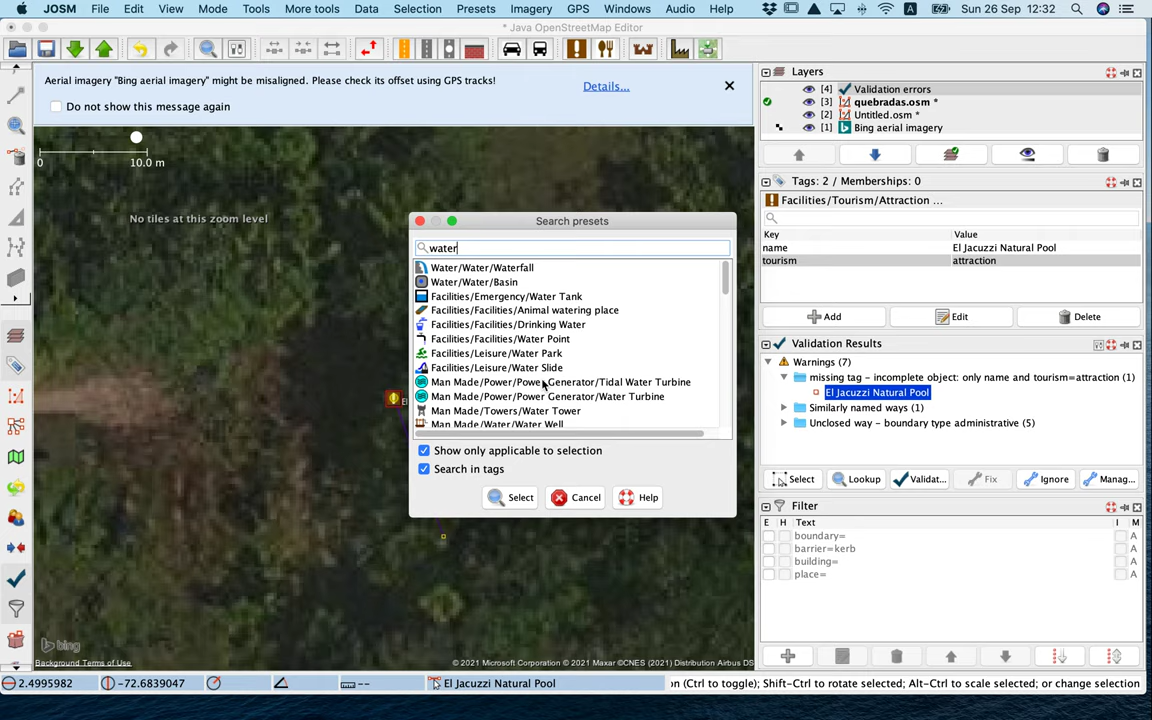 JOSM File Edit View Mode Tools More tools Data Selection Presets Imagery GPS Windows Audio Help A Sun 26 Sep 12:32
* Java OpenStreetMap Editor
Aerial imagery "Bing aerial imagery" might be misaligned. Please check its offset using GPS tracks!
Details...
Do not show this message again
0 10.0 m
No tiles at this zoom level
El
Search presets
water
Water/Water/Waterfall
Water/Water/Basin
Facilities/Emergency/Water Tank
Facilities/Facilities/Animal watering place
Facilities/Facilities/Drinking Water
Facilities/Facilities/Water Point
Facilities/Leisure/Water Park
Facilities/Leisure/Water Slide
Man Made/Power/Power Generator/Tidal Water Turbine
Man Made/Power/Power Generator/Water Turbine
Man Made/Towers/Water Tower
Man Made/Water/Water Well
Show only applicable to selection
Search in tags
Select Cancel Help
Layers
[4] Validation errors
[3] quebradas.osm *
[2] Untitled.osm *
[1] Bing aerial imagery
Tags: 2 / Memberships: 0
Facilities/Tourism/Attraction ...
Key Value
name El Jacuzzi Natural Pool
tourism attraction
Add Edit Delete
Validation Results
Warnings (7)
missing tag - incomplete object: only name and tourism=attraction (1)
El Jacuzzi Natural Pool
Similarly named ways (1)
Unclosed way - boundary type administrative (5)
Select Lookup Validat... Fix Ignore Manag...
Filter
E H Text I M
boundary= A
barrier=kerb A
building= A
place= A
bing
Background Terms of Use
© 2021 Microsoft Corporation © 2021 Maxar ©CNES (2021) Distribution Airbus DS
2.4995982 -72.6839047 -- El Jacuzzi Natural Pool on (Ctrl to toggle); Shift-Ctrl to rotate selected; Alt-Ctrl to scale selected; or change selection